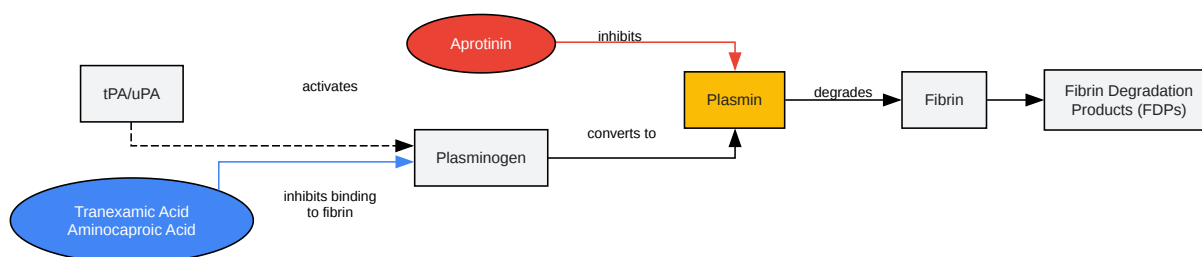 Aprotinin
inhibits
tPA/uPA
activates
Plasmin
degrades
Fibrin
Fibrin Degradation
Products (FDPs)
converts to
Plasminogen
inhibits binding
to fibrin
Tranexamic Acid
Aminocaproic Acid